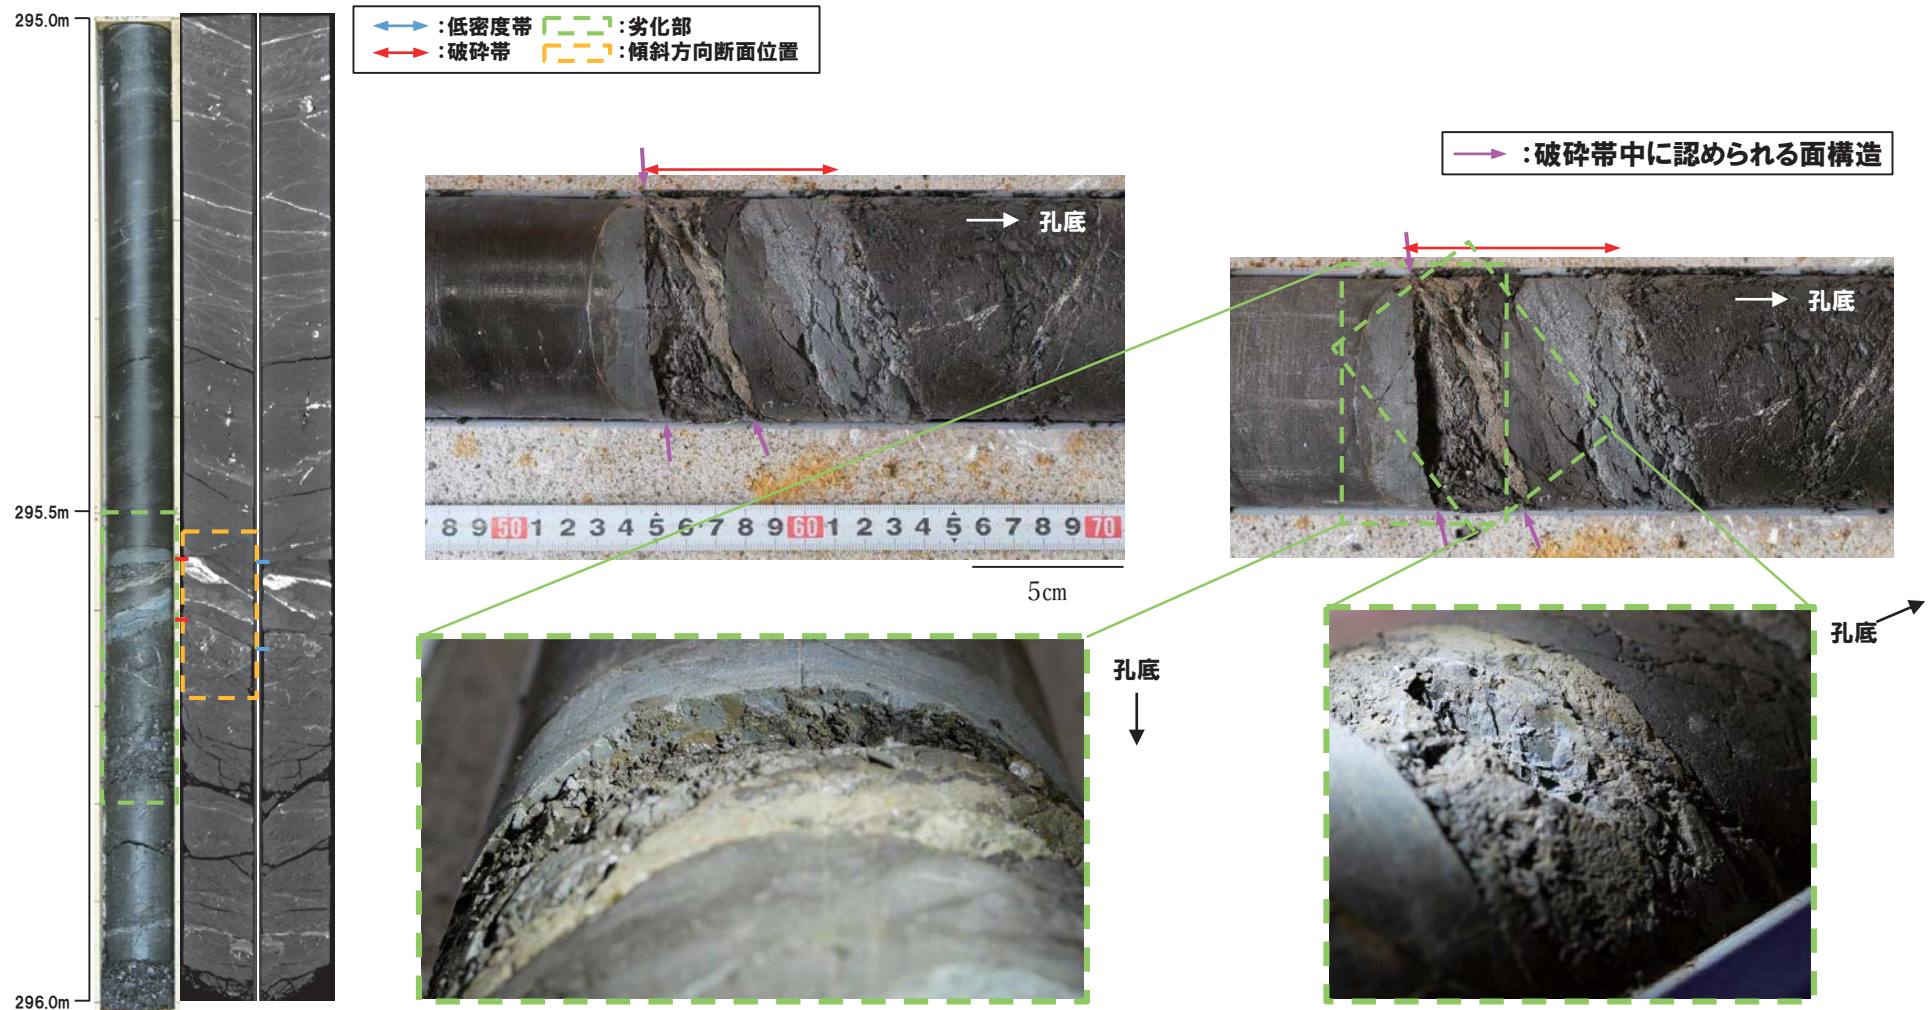 295.0m
295.5m
296.0m
:低密度帯
:劣化部
:破砕帯
:傾斜方向断面位置
:破砕帯中に認められる面構造
孔底
孔底
8 9 50 1 2 3 4 5 6 7 8 9 60 1 2 3 4 5 6 7 8 9 70
5cm
孔底
孔底